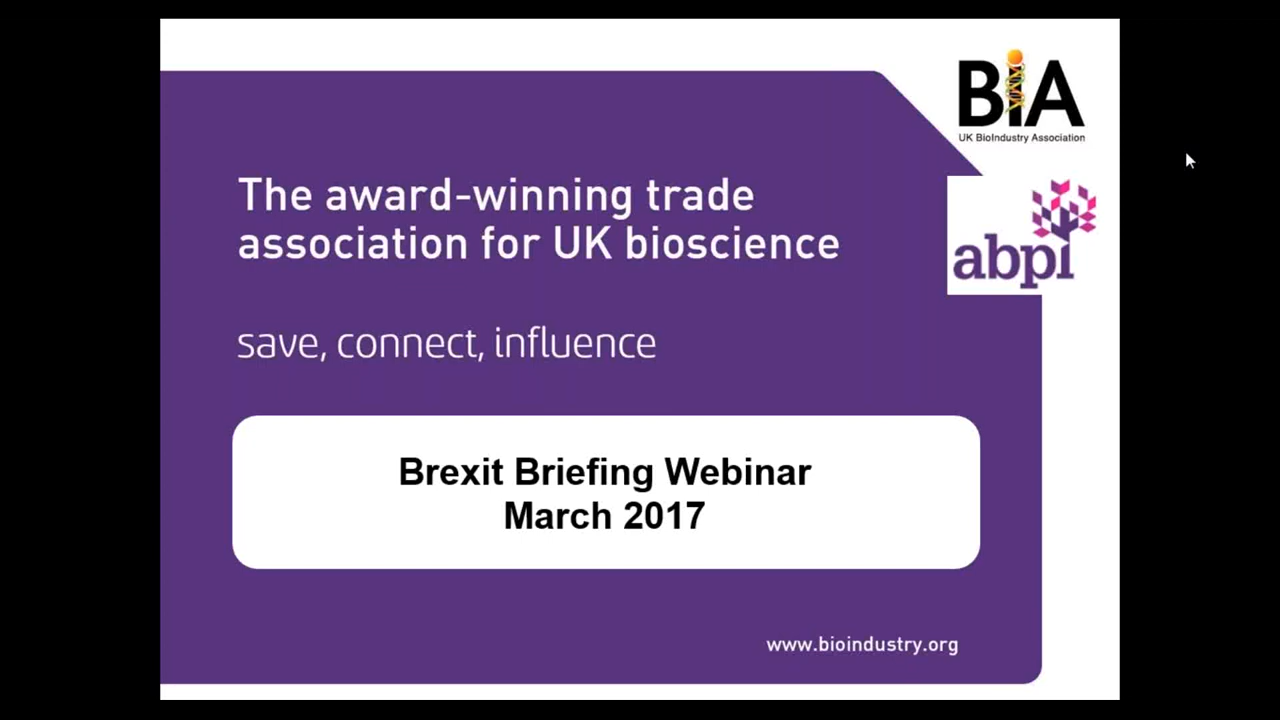 BiA
UK BioIndustry Association
abpi
The award-winning trade
association for UK bioscience
save, connect, influence
Brexit Briefing Webinar
March 2017
www.bioindustry.org